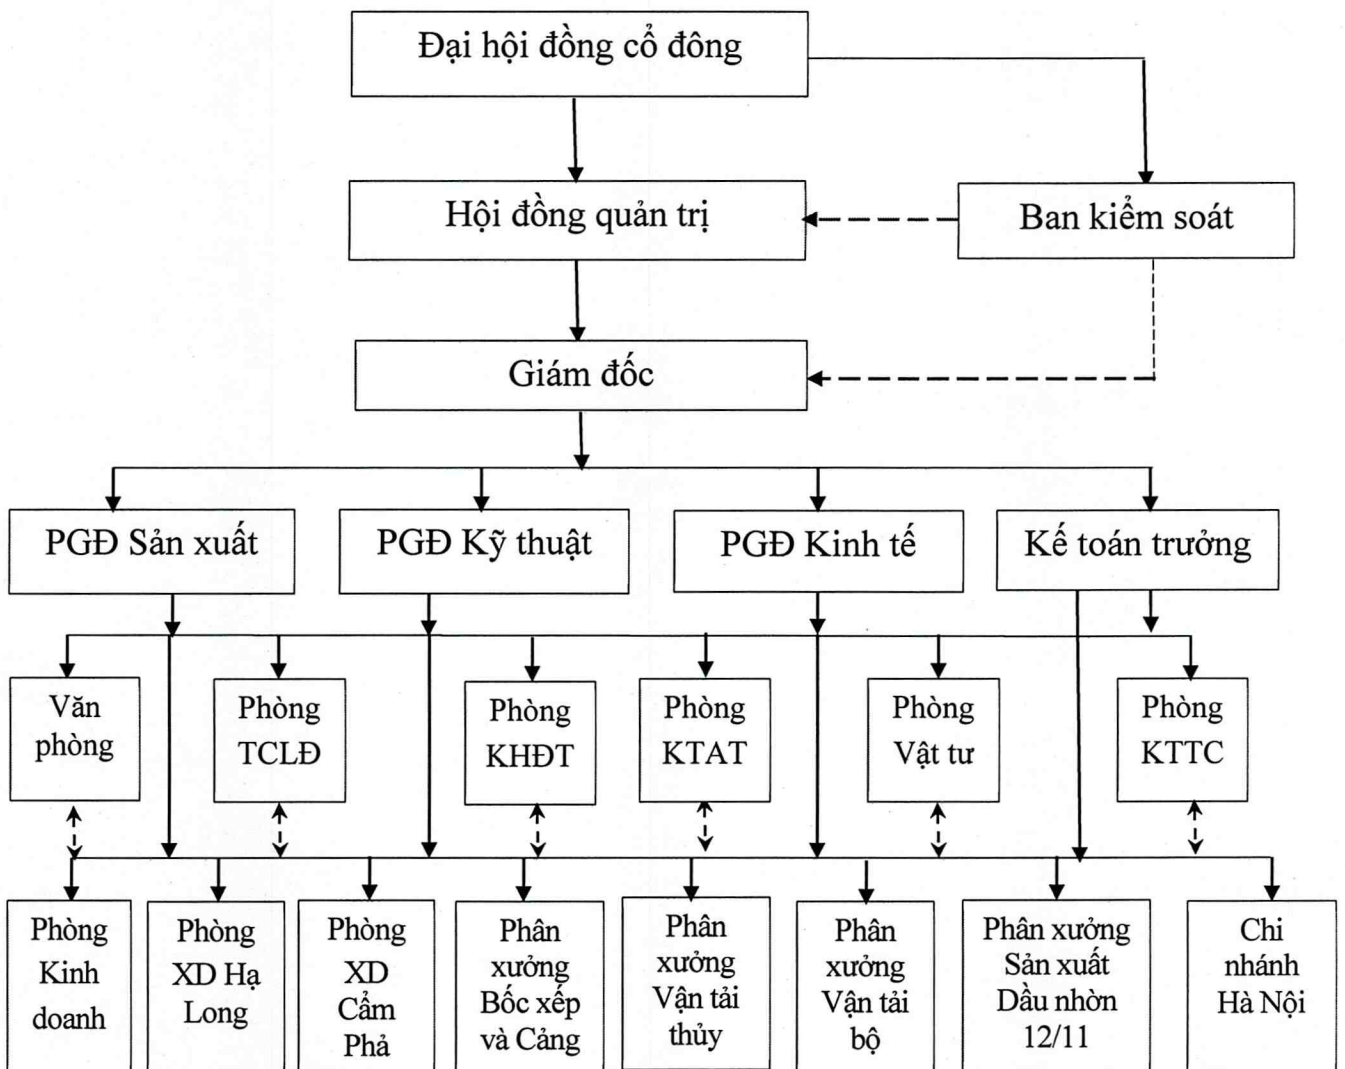 Đại hội đồng cổ đông
Hội đồng quản trị
Ban kiểm soát
Giám đốc
PGĐ Sản xuất
PGĐ Kỹ thuật
PGĐ Kinh tế
Kế toán trưởng
Văn
phòng
Phòng
TCLĐ
Phòng
KHĐT
Phòng
KTAT
Phòng
Vật tư
Phòng
KTTC
Phòng
Kinh
doanh
Phòng
XD Hạ
Long
Phòng
XD
Cẩm
Phả
Phân
xưởng
Bốc xếp
và Cảng
Phân
xưởng
Vận tải
thủy
Phân
xưởng
Vận tải
bộ
Phân xưởng
Sản xuất
Dầu nhờn
12/11
Chi
nhánh
Hà Nội